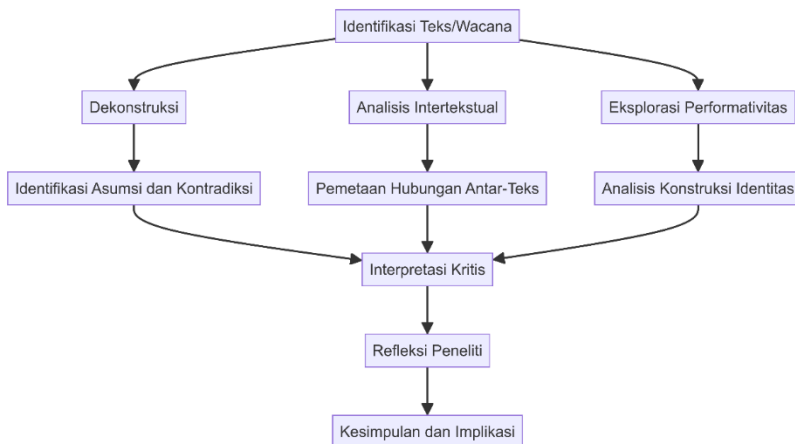 Identifikasi Teks/Wacana
Dekonstruksi
Analisis Intertekstual
Eksplorasi Performativitas
Identifikasi Asumsi dan Kontradiksi
Pemetaan Hubungan Antar-Teks
Analisis Konstruksi Identitas
Interpretasi Kritis
Refleksi Peneliti
Kesimpulan dan Implikasi